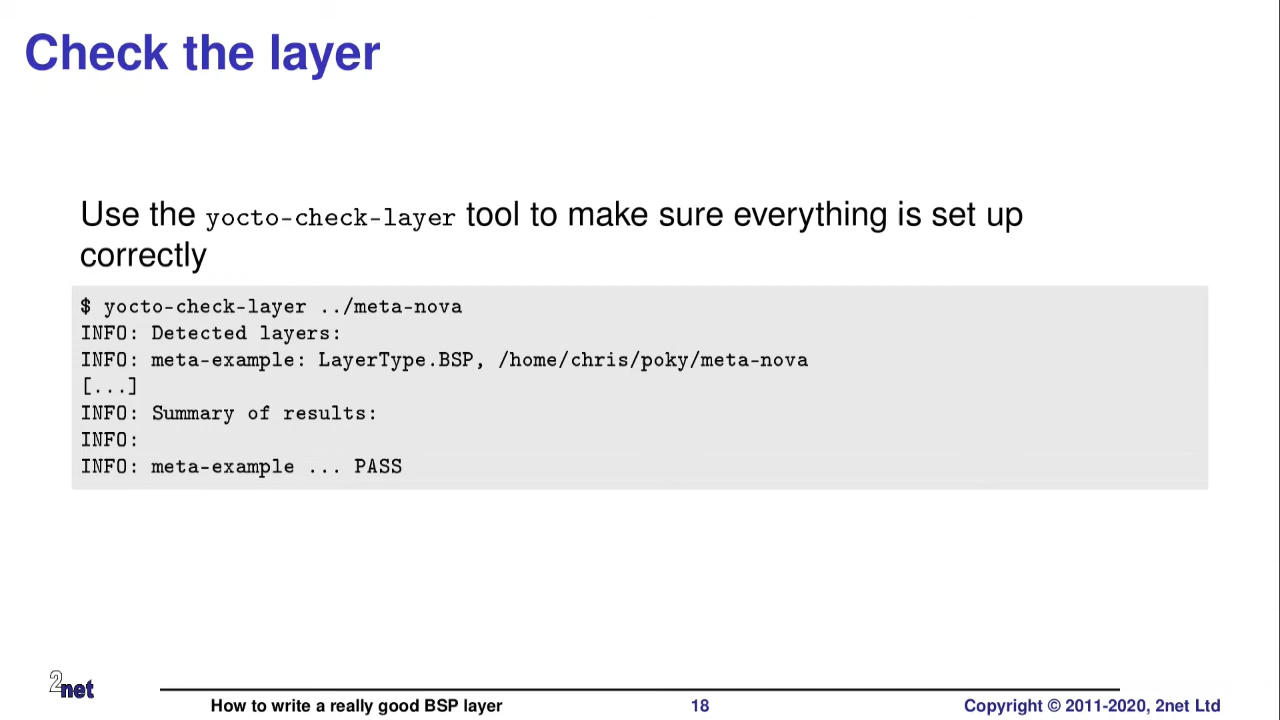 Check the layer
Use the yocto-check-layer tool to make sure everything is set up
correctly
$ yocto-check-layer ../meta-nova
INFO: Detected layers:
INFO: meta-example: LayerType.BSP, /home/chris/poky/meta-nova
[...]
INFO: Summary of results:
INFO:
INFO: meta-example ... PASS
2net
How to write a really good BSP layer
18
Copyright © 2011-2020, 2net Ltd